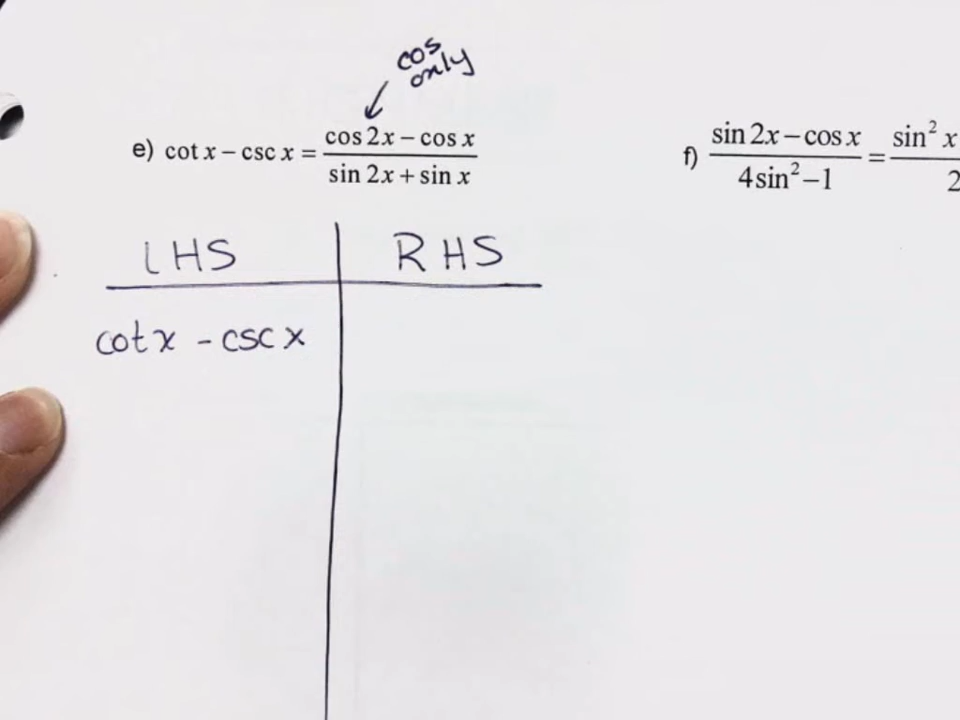 cos
only
e) cot x – csc x = (cos 2x – cos x)/(sin 2x + sin x)
f) (sin 2x – cos x)/(4sin² –1) = sin² x / 2
LHS RHS
cot x - csc x